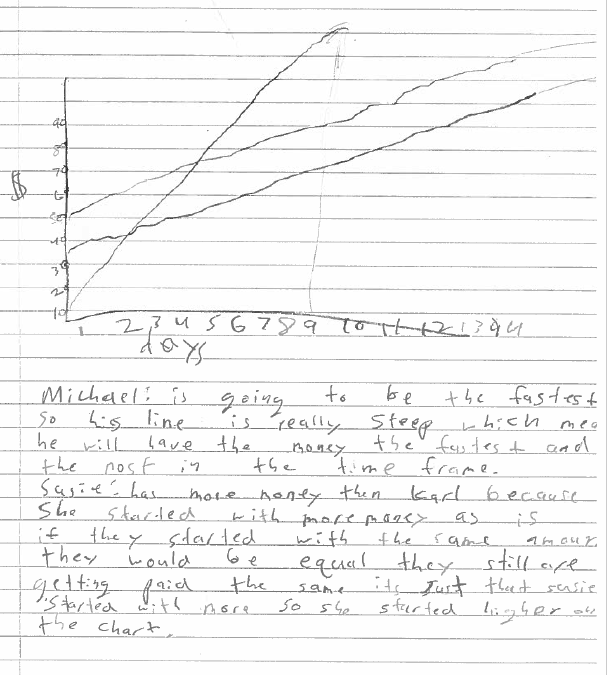 90
80
70
60
50
40
30
20
10
$
1 2 3 4 5 6 7 8 9 10 11 12 13 14
days
Michael: is going to be the fastest
so his line is really steep which mea
he will have the money the fastest and
the most in the time frame.
Susie: has more money then Karl because
She started with more money as is
if they started with the same amoun
they would be equal they still are
getting paid the same its Just that susie
started with more so she started higher on
the chart.